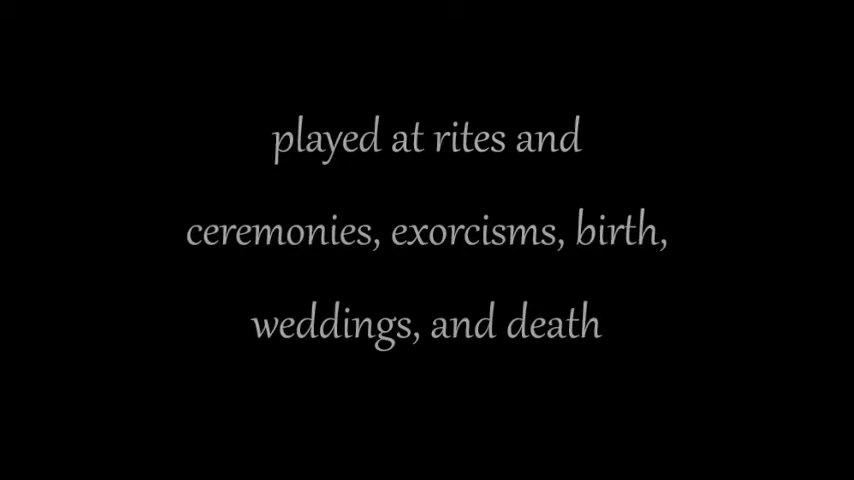 played at rites and
ceremonies, exorcisms, birth,
weddings, and death